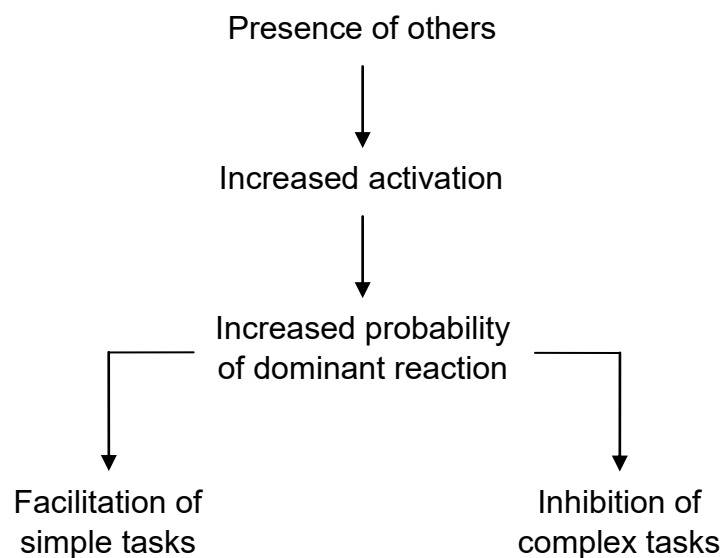 Presence of others
Increased activation
Increased probability
of dominant reaction
Facilitation of
simple tasks
Inhibition of
complex tasks